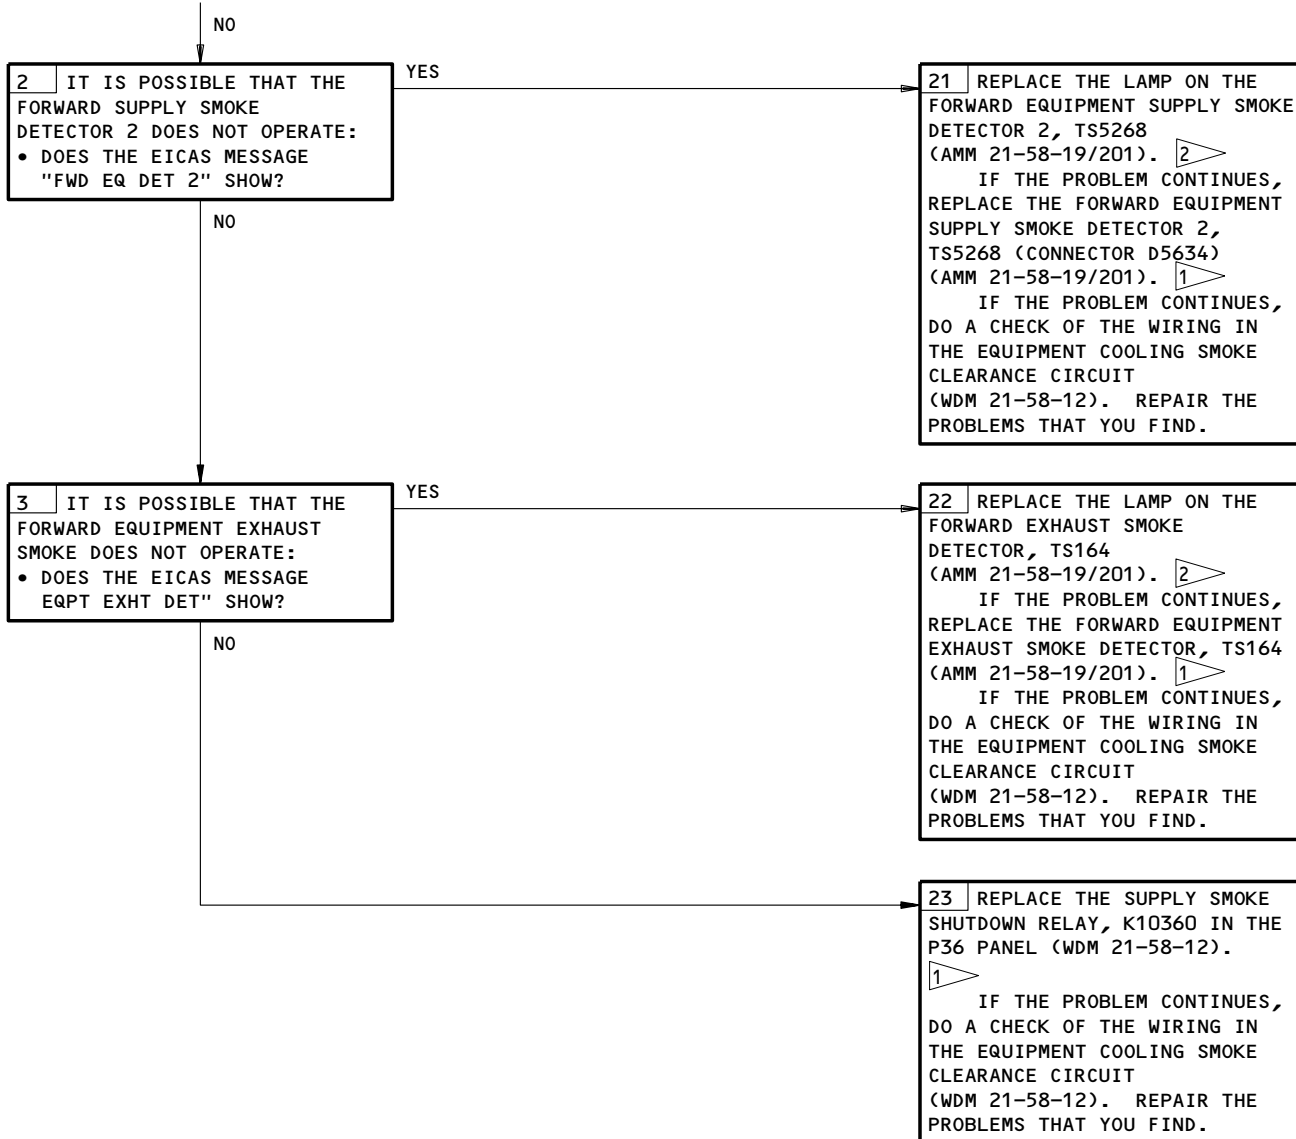 NO
2 IT IS POSSIBLE THAT THE
FORWARD SUPPLY SMOKE
DETECTOR 2 DOES NOT OPERATE:
• DOES THE EICAS MESSAGE
"FWD EQ DET 2" SHOW?
YES
NO
21 REPLACE THE LAMP ON THE
FORWARD EQUIPMENT SUPPLY SMOKE
DETECTOR 2, TS5268
(AMM 21-58-19/201). 2
IF THE PROBLEM CONTINUES,
REPLACE THE FORWARD EQUIPMENT
SUPPLY SMOKE DETECTOR 2,
TS5268 (CONNECTOR D5634)
(AMM 21-58-19/201). 1
IF THE PROBLEM CONTINUES,
DO A CHECK OF THE WIRING IN
THE EQUIPMENT COOLING SMOKE
CLEARANCE CIRCUIT
(WDM 21-58-12). REPAIR THE
PROBLEMS THAT YOU FIND.
3 IT IS POSSIBLE THAT THE
FORWARD EQUIPMENT EXHAUST
SMOKE DOES NOT OPERATE:
• DOES THE EICAS MESSAGE
EQPT EXHT DET" SHOW?
YES
NO
22 REPLACE THE LAMP ON THE
FORWARD EXHAUST SMOKE
DETECTOR, TS164
(AMM 21-58-19/201). 2
IF THE PROBLEM CONTINUES,
REPLACE THE FORWARD EQUIPMENT
EXHAUST SMOKE DETECTOR, TS164
(AMM 21-58-19/201). 1
IF THE PROBLEM CONTINUES,
DO A CHECK OF THE WIRING IN
THE EQUIPMENT COOLING SMOKE
CLEARANCE CIRCUIT
(WDM 21-58-12). REPAIR THE
PROBLEMS THAT YOU FIND.
23 REPLACE THE SUPPLY SMOKE
SHUTDOWN RELAY, K10360 IN THE
P36 PANEL (WDM 21-58-12).
1
IF THE PROBLEM CONTINUES,
DO A CHECK OF THE WIRING IN
THE EQUIPMENT COOLING SMOKE
CLEARANCE CIRCUIT
(WDM 21-58-12). REPAIR THE
PROBLEMS THAT YOU FIND.